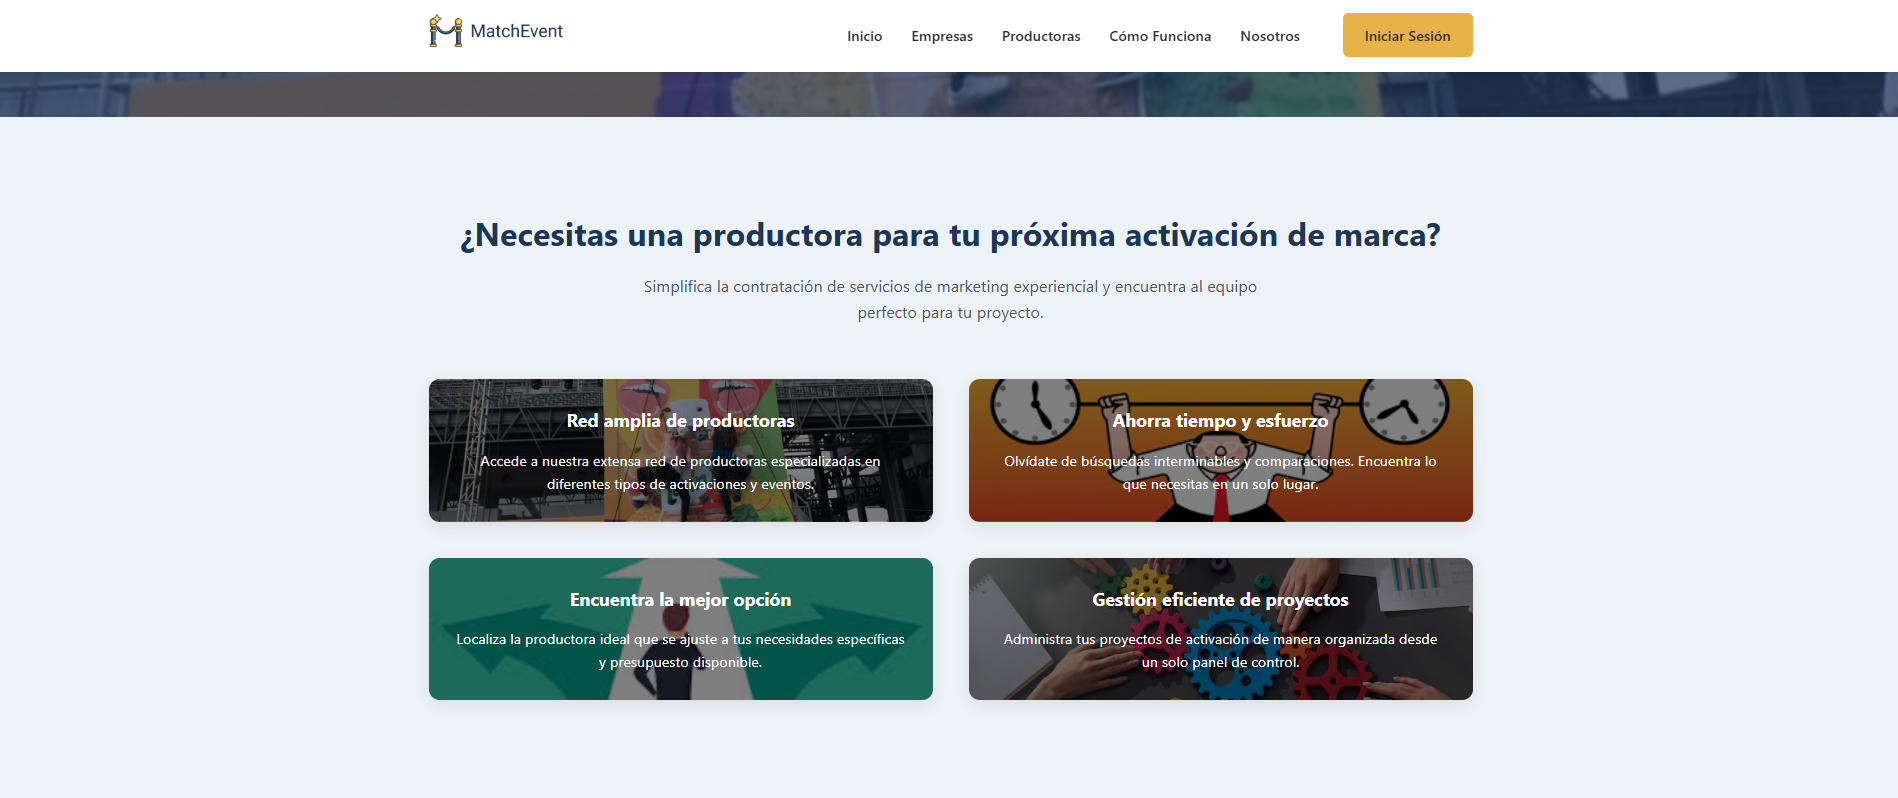 MatchEvent
Inicio
Empresas
Productoras
Cómo Funciona
Nosotros
Iniciar Sesión
¿Necesitas una productora para tu próxima activación de marca?
Simplifica la contratación de servicios de marketing experiencial y encuentra al equipo
perfecto para tu proyecto.
Red amplia de productoras
Accede a nuestra extensa red de productoras especializadas en
diferentes tipos de activaciones y eventos.
Ahorra tiempo y esfuerzo
Olvídate de búsquedas interminables y comparaciones. Encuentra lo
que necesitas en un solo lugar.
Encuentra la mejor opción
Localiza la productora ideal que se ajuste a tus necesidades específicas
y presupuesto disponible.
Gestión eficiente de proyectos
Administra tus proyectos de activación de manera organizada desde
un solo panel de control.